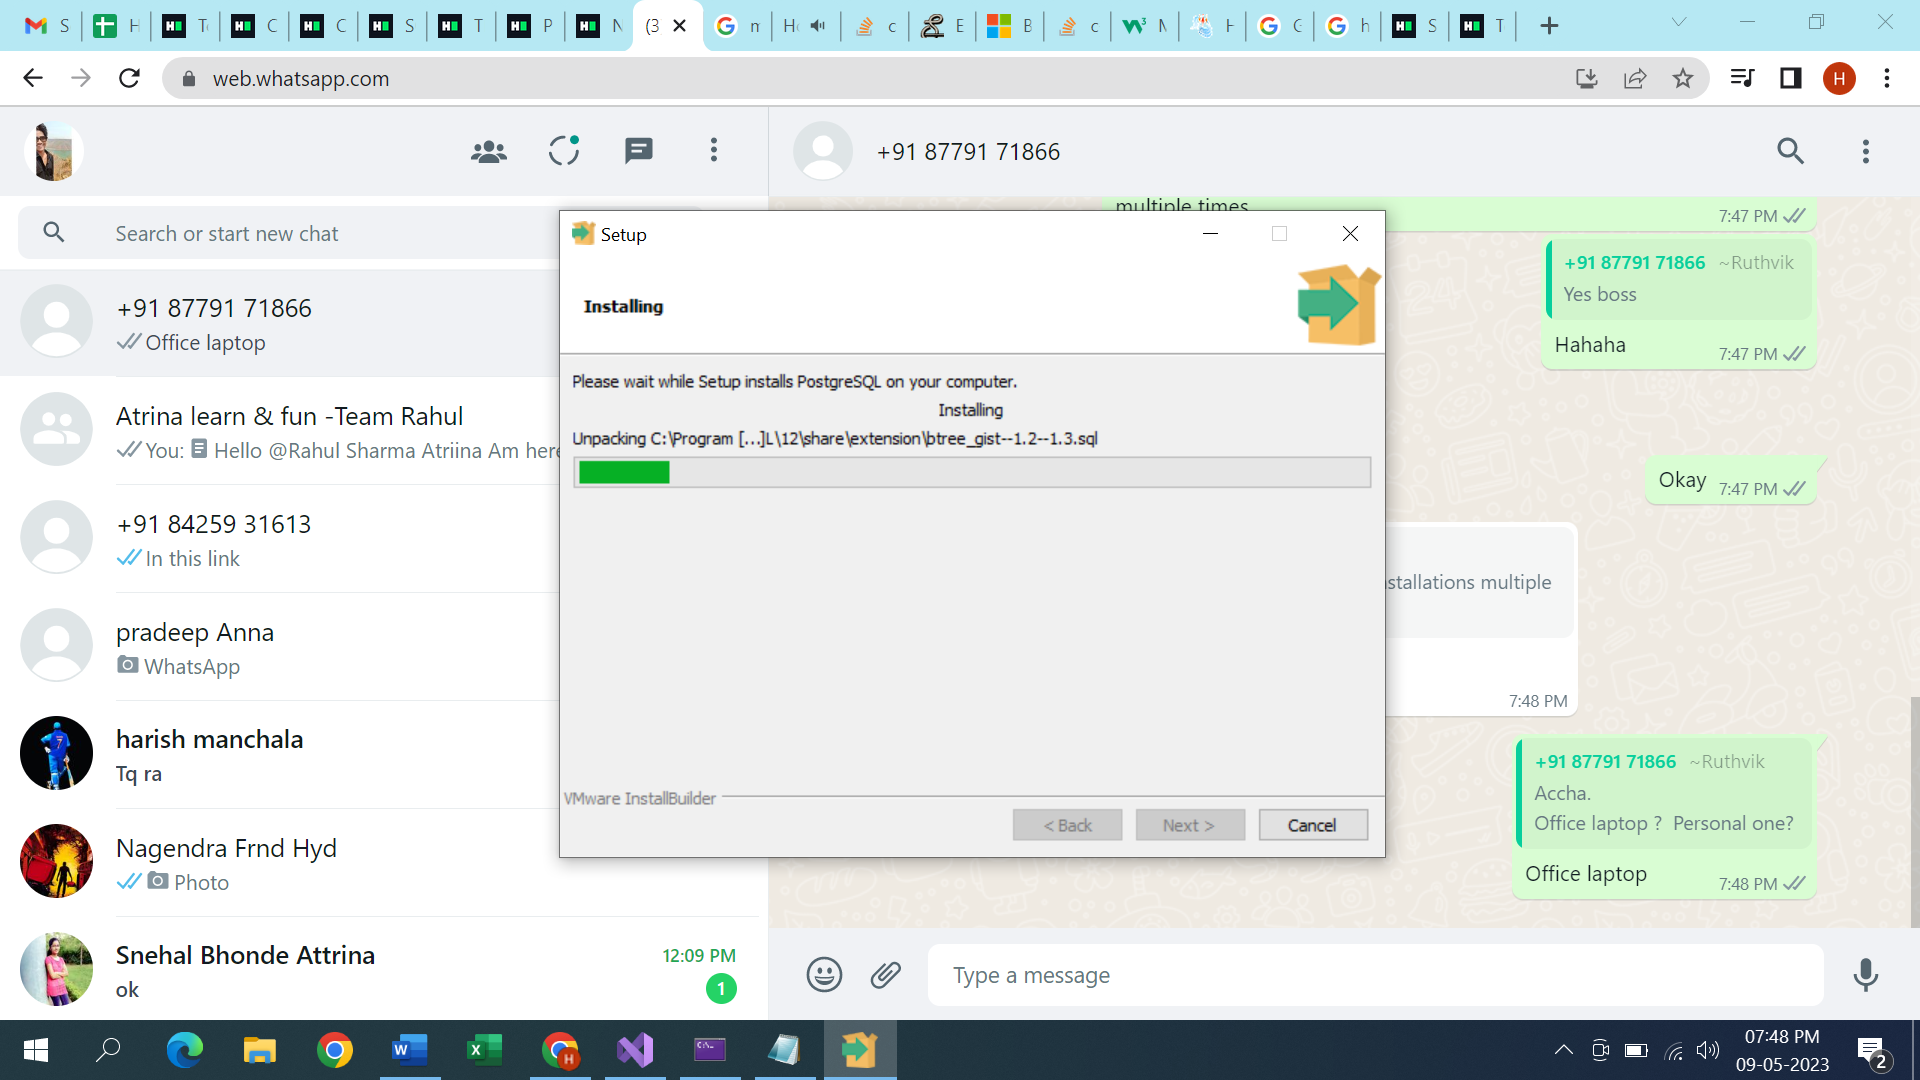 S
H
C
C
S
T
P
N
(3
m
c
E
B
c
N
H
G
h
S
T
web.whatsapp.com
H
+91 87791 71866
Search or start new chat
+91 87791 71866
Office laptop
Atrina learn & fun -Team Rahul
You: Hello @Rahul Sharma Atriina Am here
+91 84259 31613
In this link
pradeep Anna
WhatsApp
harish manchala
Tq ra
Nagendra Frnd Hyd
Photo
Snehal Bhonde Attrina
12:09 PM
ok
1
Setup
Installing
Please wait while Setup installs PostgreSQL on your computer.
Installing
Unpacking C:\Program [...]L\12\share\extension\btree_gist--1.2--1.3.sql
VMware InstallBuilder
< Back
Next >
Cancel
multiple times
7:47 PM
+91 87791 71866 ~Ruthvik
Yes boss
Hahaha
7:47 PM
Okay
7:47 PM
stallations multiple
7:48 PM
+91 87791 71866 ~Ruthvik
Accha.
Office laptop ? Personal one?
Office laptop
7:48 PM
Type a message
07:48 PM
09-05-2023
2